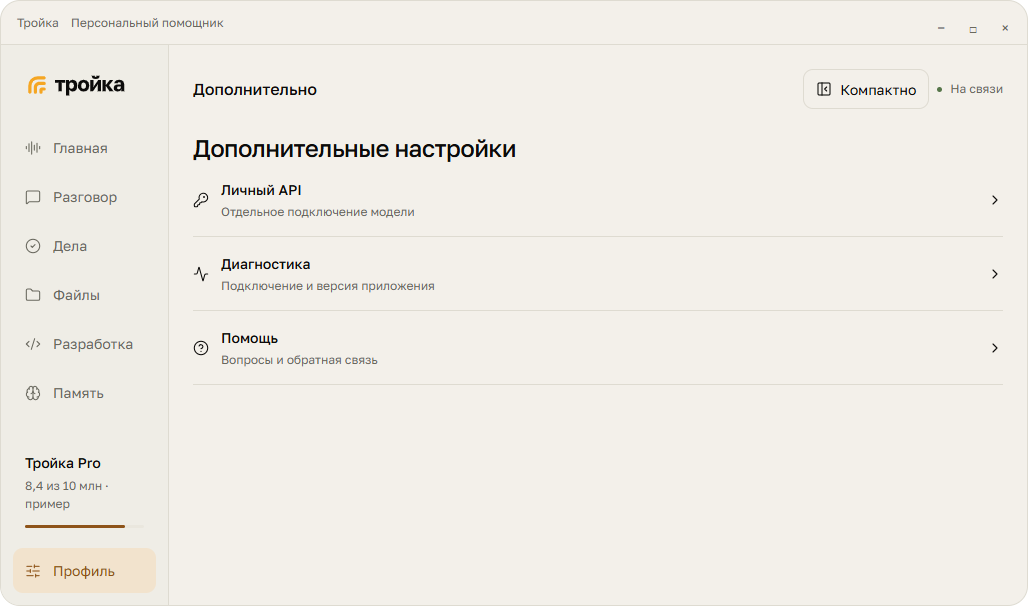 Тройка Персональный помощник
тройка
Главная
Разговор
Дела
Файлы
Разработка
Память
Тройка Pro
8,4 из 10 млн ·
пример
Профиль
Дополнительно
Компактно
На связи
Дополнительные настройки
Личный API
Отдельное подключение модели
Диагностика
Подключение и версия приложения
Помощь
Вопросы и обратная связь